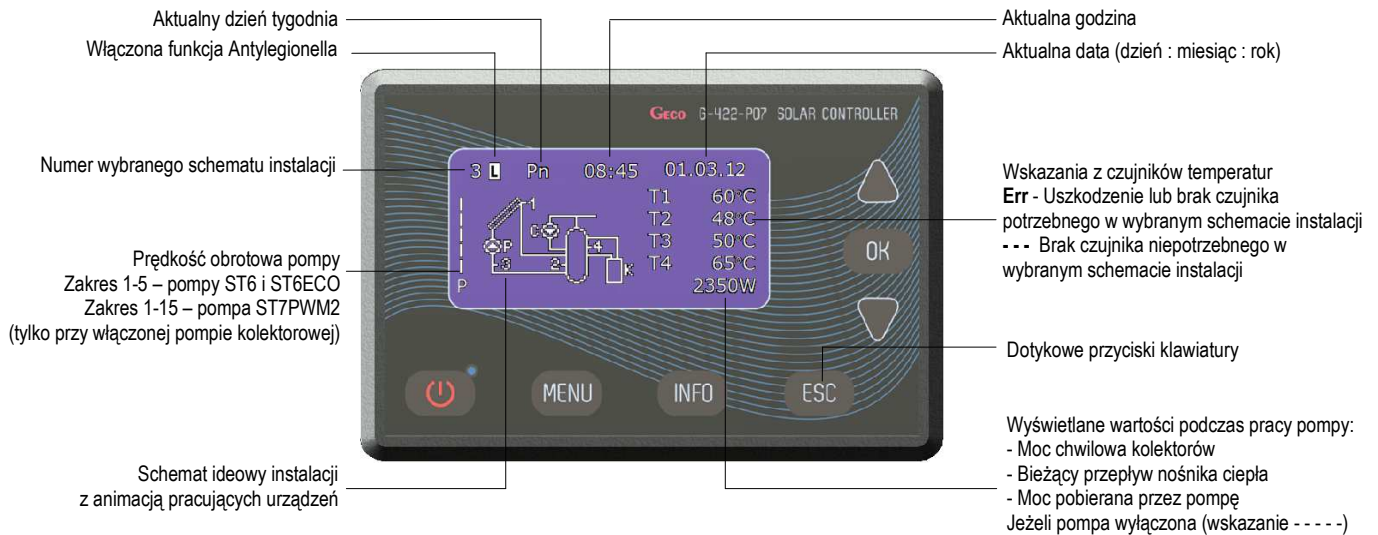 Aktualny dzień tygodnia
Włączona funkcja Antylegionella
Numer wybranego schematu instalacji
Prędkość obrotowa pompy
Zakres 1-5 – pompy ST6 i ST6ECO
Zakres 1-15 – pompa ST7PWM2
(tylko przy włączonej pompie kolektorowej)
Schemat ideowy instalacji
z animacją pracujących urządzeń
GECO G-422-P07 SOLAR CONTROLLER
3 L Pn 08:45 01.03.12
T1 60°C
T2 48°C
T3 50°C
T4 65°C
2350W
1
C
P
4
3
2
K
P
OK
MENU
INFO
ESC
Aktualna godzina
Aktualna data (dzień : miesiąc : rok)
Wskazania z czujników temperatur
Err - Uszkodzenie lub brak czujnika
potrzebnego w wybranym schemacie instalacji
- - - Brak czujnika niepotrzebnego w
wybranym schemacie instalacji
Dotykowe przyciski klawiatury
Wyświetlane wartości podczas pracy pompy:
- Moc chwilowa kolektorów
- Bieżący przepływ nośnika ciepła
- Moc pobierana przez pompę
Jeżeli pompa wyłączona (wskazanie - - - - -)